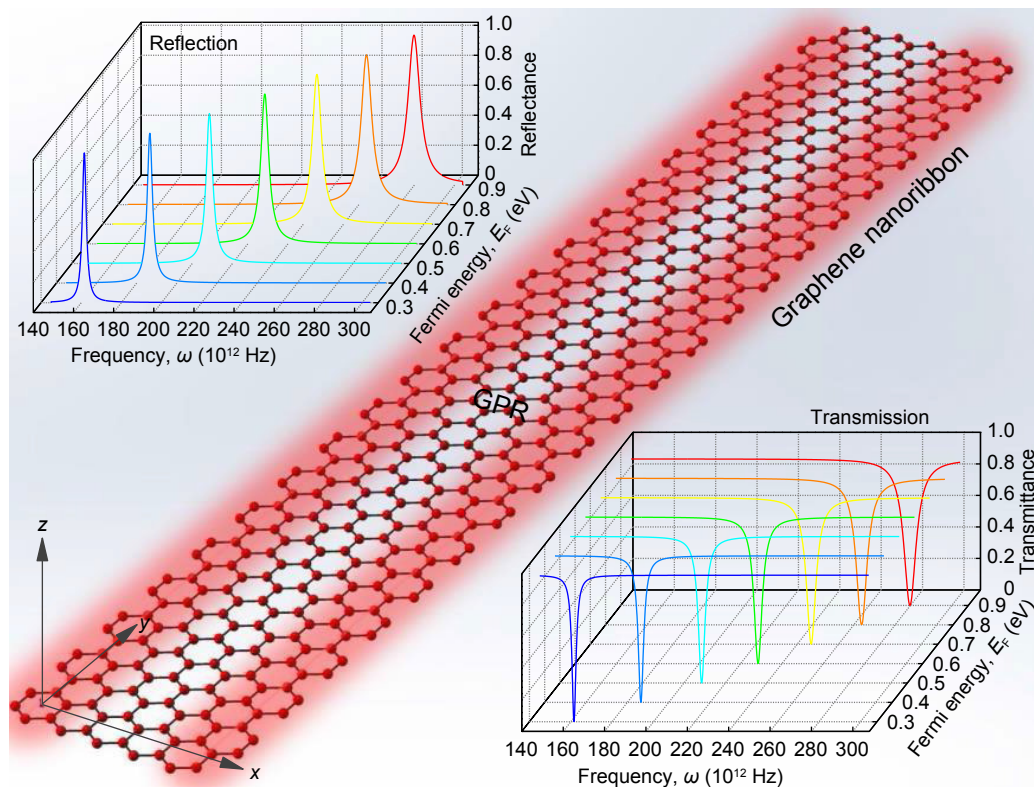 Reflection
1.0
0.8
0.6
0.4
0.2
0
Reflectance
0.9
0.8
0.7
0.6
0.5
0.4
0.3
Fermi energy, E_F (eV)
140 160 180 200 220 240 260 280 300
Frequency, ω (10¹² Hz)
Graphene nanoribbon
GPR
Transmission
1.0
0.8
0.6
0.4
0.2
0
Transmittance
0.9
0.8
0.7
0.6
0.5
0.4
0.3
Fermi energy, E_F (eV)
140 160 180 200 220 240 260 280 300
Frequency, ω (10¹² Hz)
z
y
x